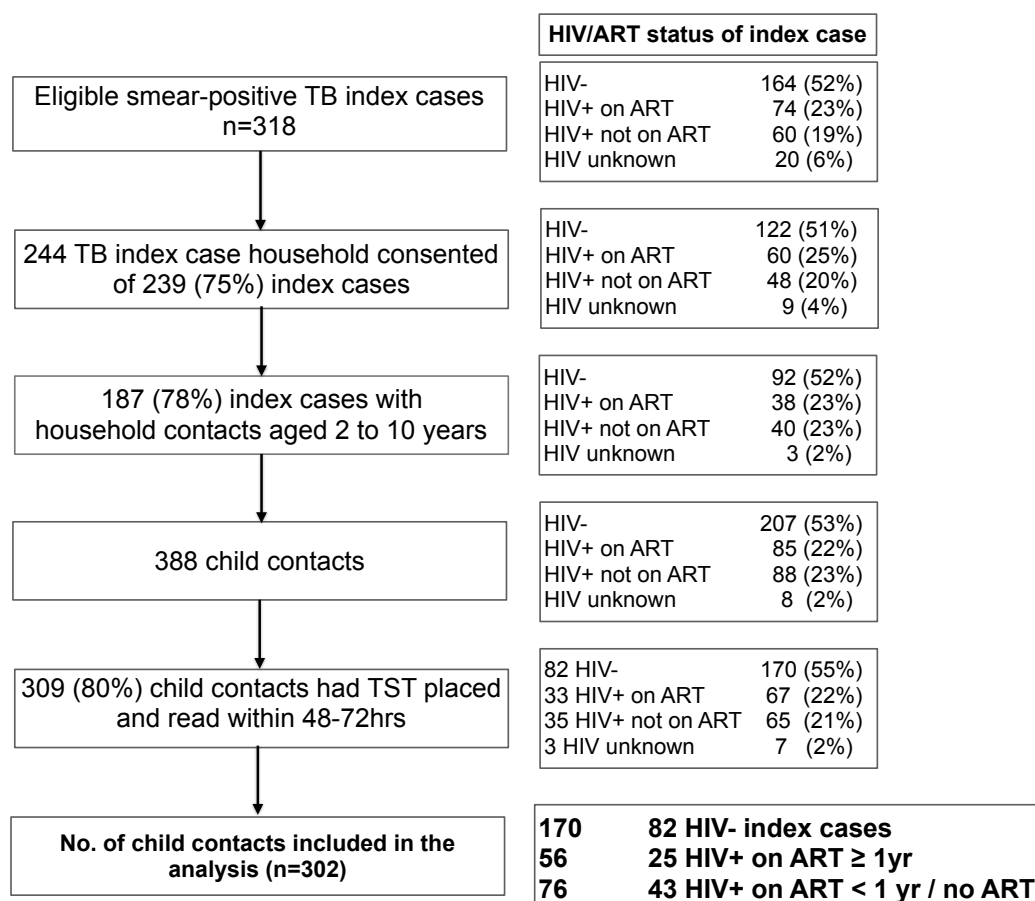 HIV/ART status of index case
Eligible smear-positive TB index cases
n=318
HIV- 164 (52%)
HIV+ on ART 74 (23%)
HIV+ not on ART 60 (19%)
HIV unknown 20 (6%)
244 TB index case household consented
of 239 (75%) index cases
HIV- 122 (51%)
HIV+ on ART 60 (25%)
HIV+ not on ART 48 (20%)
HIV unknown 9 (4%)
187 (78%) index cases with
household contacts aged 2 to 10 years
HIV- 92 (52%)
HIV+ on ART 38 (23%)
HIV+ not on ART 40 (23%)
HIV unknown 3 (2%)
388 child contacts
HIV- 207 (53%)
HIV+ on ART 85 (22%)
HIV+ not on ART 88 (23%)
HIV unknown 8 (2%)
309 (80%) child contacts had TST placed
and read within 48-72hrs
82 HIV- 170 (55%)
33 HIV+ on ART 67 (22%)
35 HIV+ not on ART 65 (21%)
3 HIV unknown 7 (2%)
No. of child contacts included in the
analysis (n=302)
170 82 HIV- index cases
56 25 HIV+ on ART ≥ 1yr
76 43 HIV+ on ART < 1 yr / no ART